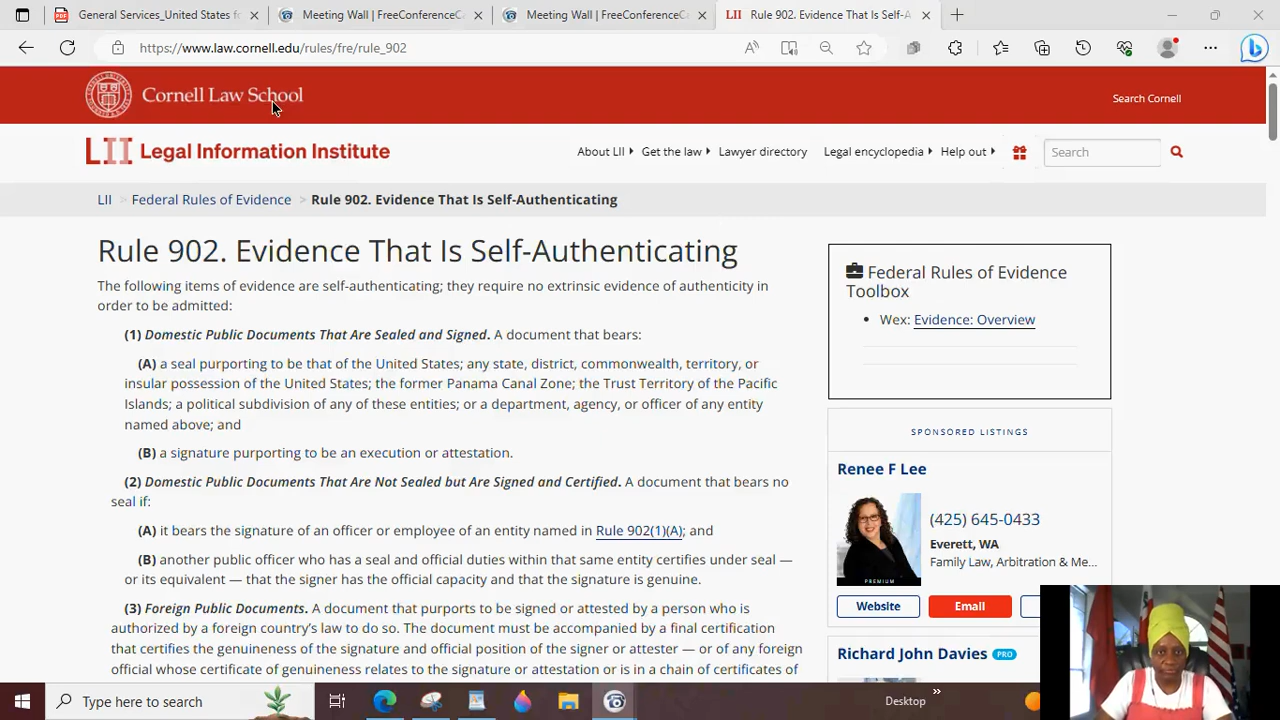 General Services_United States fo
Meeting Wall | FreeConferenceCa
Meeting Wall | FreeConferenceCa
LII Rule 902. Evidence That Is Self-A
https://www.law.cornell.edu/rules/fre/rule_902
Cornell Law School
Search Cornell
LII Legal Information Institute
About LII Get the law Lawyer directory Legal encyclopedia Help out Search
LII > Federal Rules of Evidence > Rule 902. Evidence That Is Self-Authenticating
Rule 902. Evidence That Is Self-Authenticating
The following items of evidence are self-authenticating; they require no extrinsic evidence of authenticity in
order to be admitted:
(1) Domestic Public Documents That Are Sealed and Signed. A document that bears:
(A) a seal purporting to be that of the United States; any state, district, commonwealth, territory, or
insular possession of the United States; the former Panama Canal Zone; the Trust Territory of the Pacific
Islands; a political subdivision of any of these entities; or a department, agency, or officer of any entity
named above; and
(B) a signature purporting to be an execution or attestation.
(2) Domestic Public Documents That Are Not Sealed but Are Signed and Certified. A document that bears no
seal if:
(A) it bears the signature of an officer or employee of an entity named in Rule 902(1)(A); and
(B) another public officer who has a seal and official duties within that same entity certifies under seal —
or its equivalent — that the signer has the official capacity and that the signature is genuine.
(3) Foreign Public Documents. A document that purports to be signed or attested by a person who is
authorized by a foreign country's law to do so. The document must be accompanied by a final certification
that certifies the genuineness of the signature and official position of the signer or attester — or of any foreign
official whose certificate of genuineness relates to the signature or attestation or is in a chain of certificates of
Federal Rules of Evidence
Toolbox
• Wex: Evidence: Overview
SPONSORED LISTINGS
Renee F Lee
PREMIUM
(425) 645-0433
Everett, WA
Family Law, Arbitration & Me...
Website
Email
Richard John Davies PRO
Type here to search
Desktop